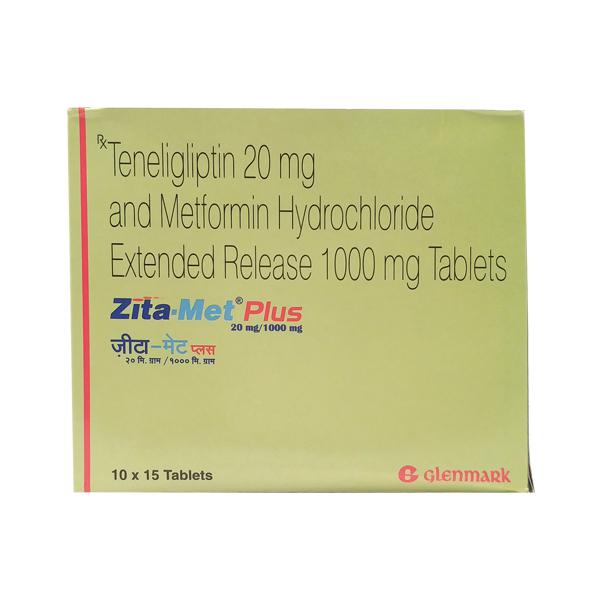 Rx Teneligliptin 20 mg
and Metformin Hydrochloride
Extended Release 1000 mg Tablets
Zita-Met® Plus
20 mg/1000 mg
ज़ीटा-मेट प्लस
२० मि. ग्राम / १००० मि. ग्राम
10 x 15 Tablets
G Glenmark